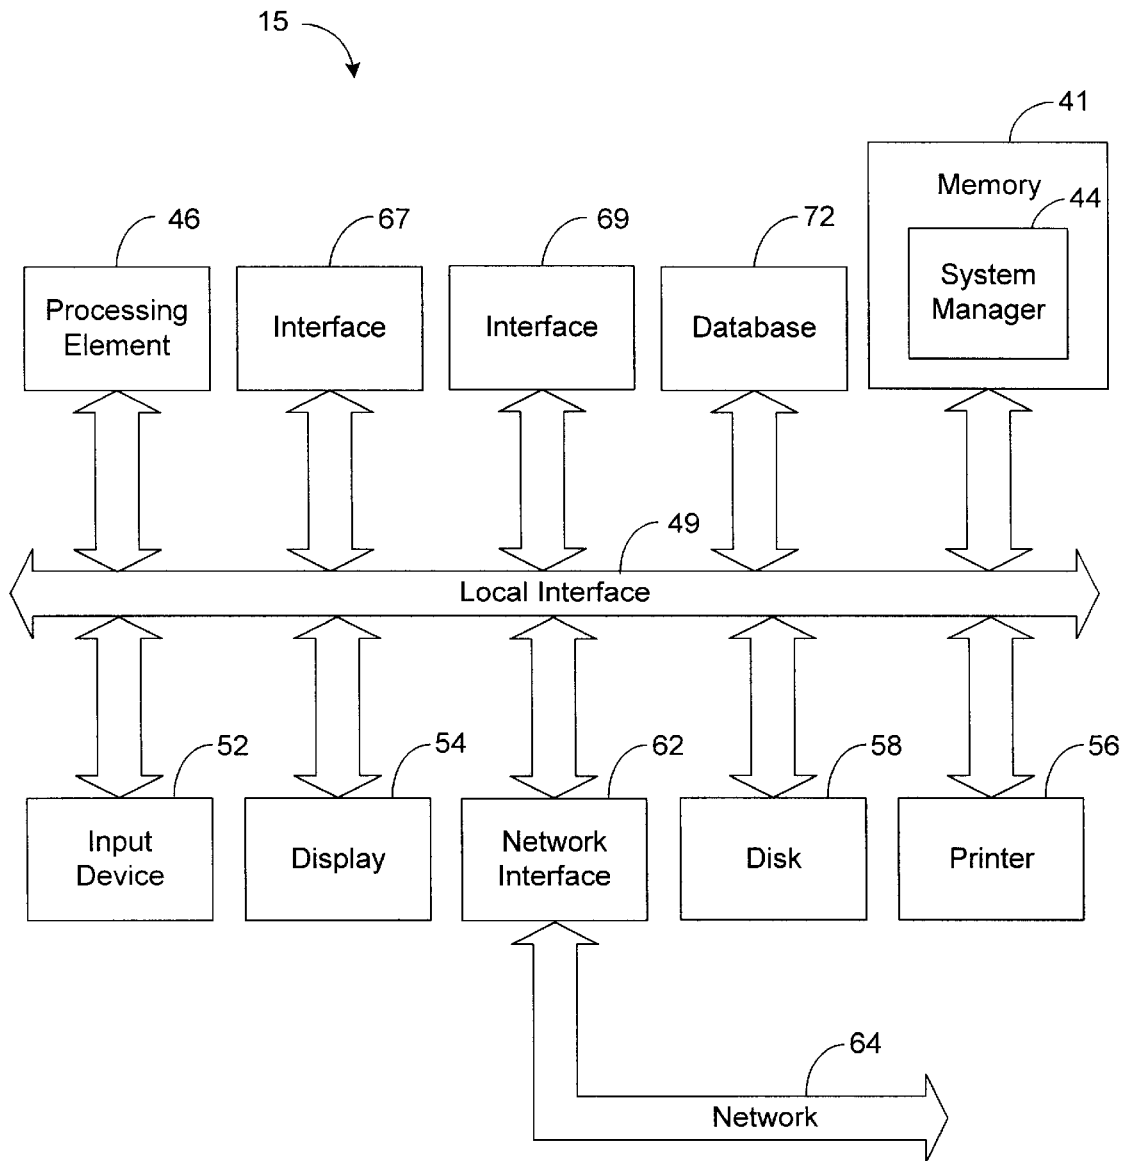 15
41
Memory
46
67
69
72
44
Processing
Element
Interface
Interface
Database
System
Manager
49
Local Interface
52
54
62
58
56
Input
Device
Display
Network
Interface
Disk
Printer
64
Network